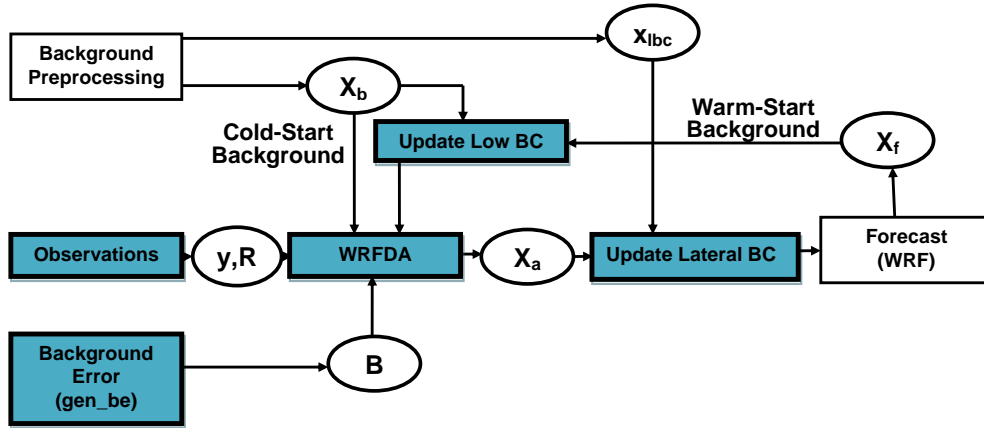 Background
Preprocessing
xlbc
Xb
Cold-Start
Background
Update Low BC
Warm-Start
Background
Xf
Observations
y,R
WRFDA
Xa
Update Lateral BC
Forecast
(WRF)
Background
Error
(gen_be)
B